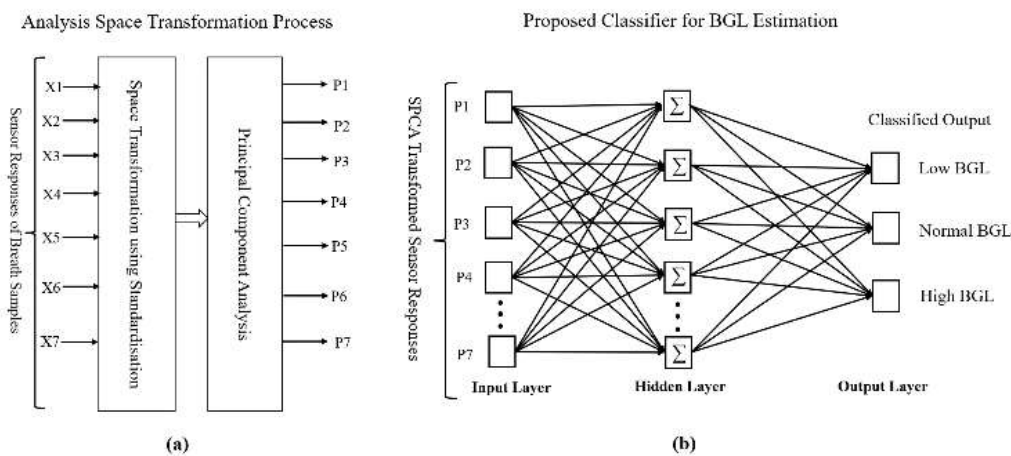 Analysis Space Transformation Process
Sensor Responses of Breath Samples
X1
X2
X3
X4
X5
X6
X7
Space Transformation using Standardisation
Principal Component Analysis
P1
P2
P3
P4
P5
P6
P7
(a)
Proposed Classifier for BGL Estimation
SPCA Transformed Sensor Responses
P1
P2
P3
P4
P7
Σ
Σ
Σ
Σ
Σ
Classified Output
Low BGL
Normal BGL
High BGL
Input Layer
Hidden Layer
Output Layer
(b)